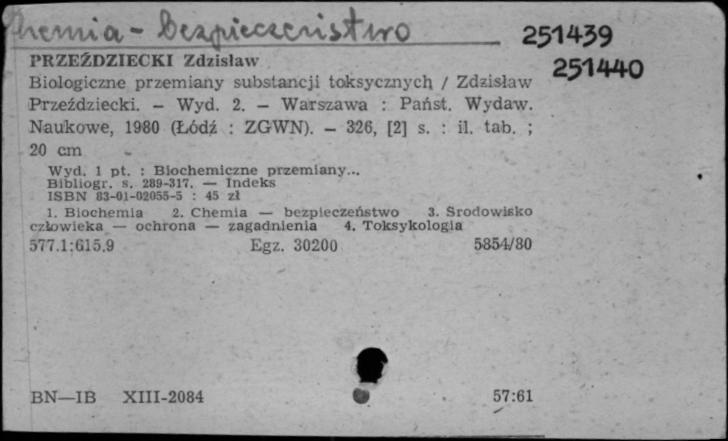 Chemia - bezpieczeństwo 251439
251440
PRZEŹDZIECKI Zdzisław
Biologiczne przemiany substancji toksycznych / Zdzisław
Przeździecki. — Wyd. 2. — Warszawa : Państ. Wydaw.
Naukowe, 1980 (Łódź : ZGWN). — 326, [2] s. : il. tab. ;
20 cm
Wyd. 1 pt. : Biochemiczne przemiany...
Bibliogr. s. 289-317. — Indeks
ISBN 83-01-02055-5 : 45 zł
1. Biochemia 2. Chemia — bezpieczeństwo 3. Środowisko
człowieka — ochrona — zagadnienia 4. Toksykologia
577.1:615.9 Egz. 30200 5854/80
BN—IB XIII-2084 57:61